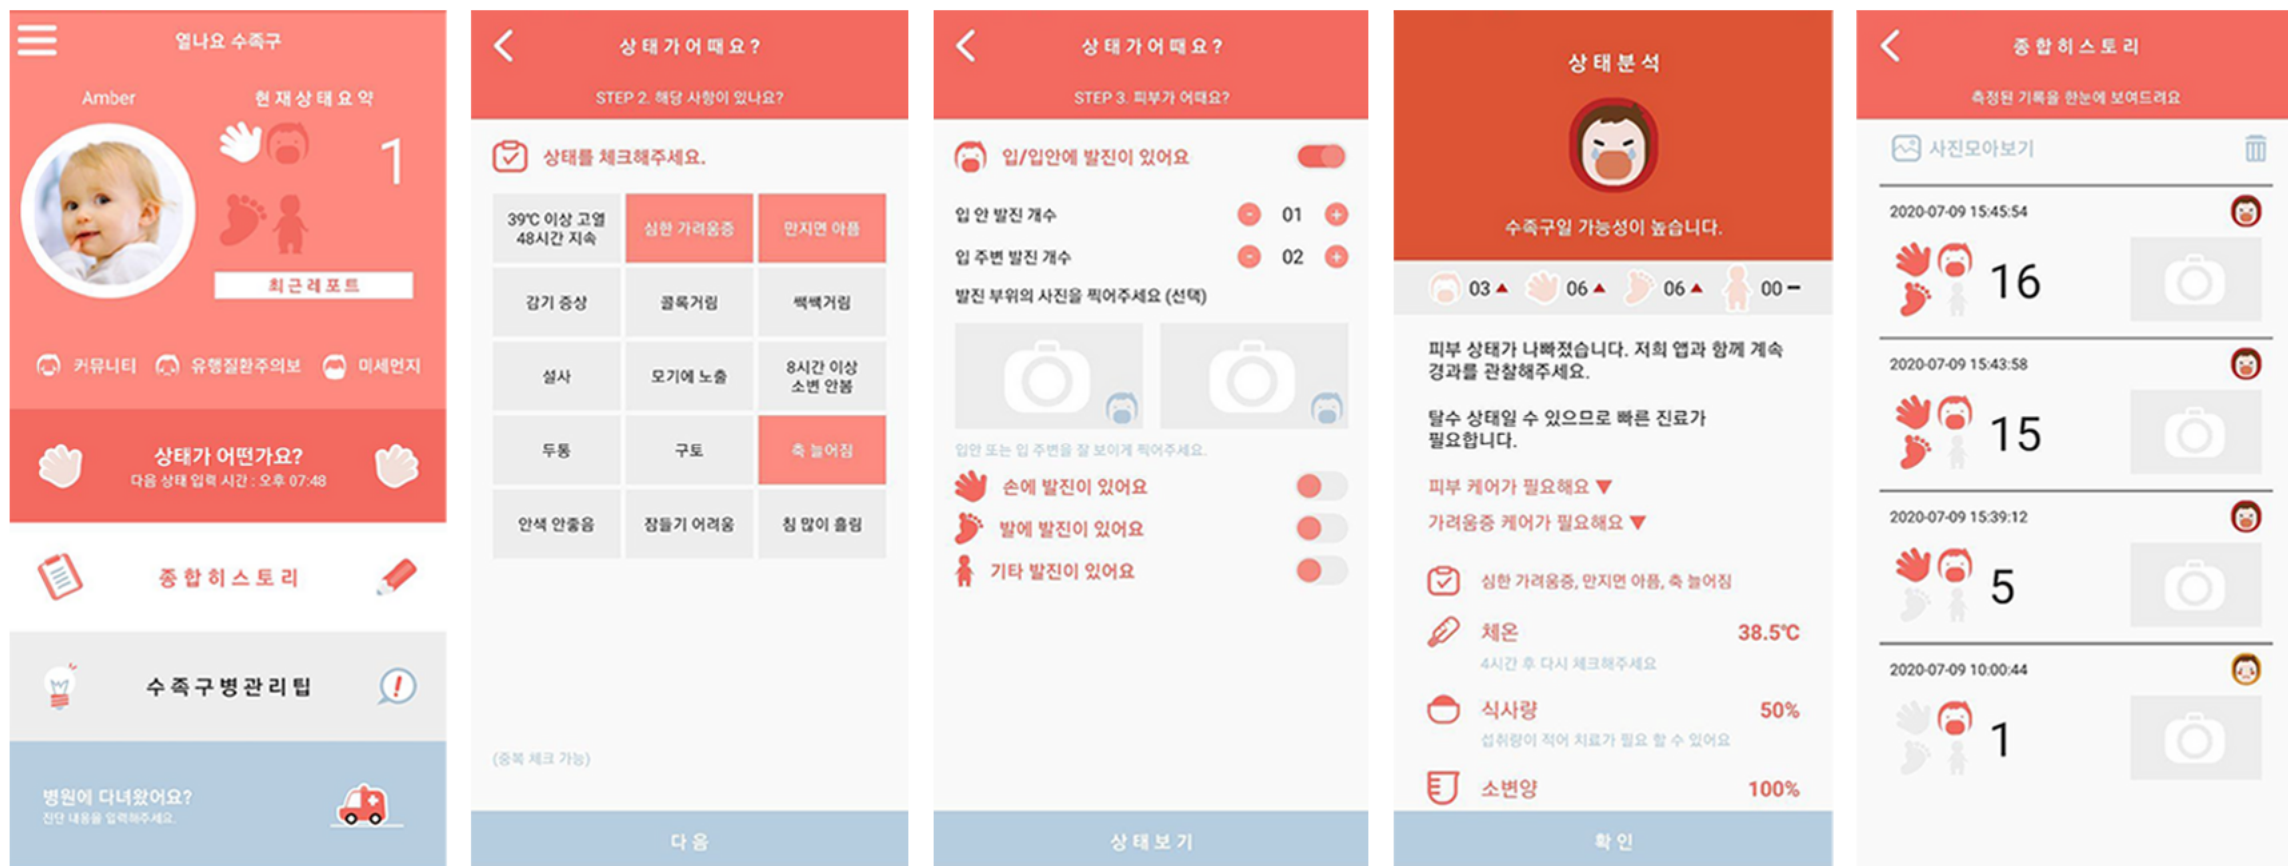 열나요 수족구
Amber
현재상태요약
1
최근레포트
커뮤니티
유행질환주의보
미세먼지
상태가 어떤가요?
다음 상태 입력 시간 : 오후 07:48
종합히스토리
수족구병관리팁
병원에 다녀왔어요?
진단 내용을 입력해주세요.
상태가어때요?
STEP 2. 해당 사항이 있나요?
상태를 체크해주세요.
39℃ 이상 고열
48시간 지속
심한 가려움증
만지면 아픔
감기 증상
콜록거림
쌕쌕거림
설사
모기에 노출
8시간 이상
소변 안봄
두통
구토
축 늘어짐
안색 안좋음
잠들기 어려움
침 많이 흘림
(중복 체크 가능)
다음
상태가어때요?
STEP 3. 피부가 어때요?
입/입안에 발진이 있어요
입 안 발진 개수
- 01 +
입 주변 발진 개수
- 02 +
발진 부위의 사진을 찍어주세요 (선택)
입안 또는 입 주변을 잘 보이게 찍어주세요.
손에 발진이 있어요
발에 발진이 있어요
기타 발진이 있어요
상태보기
상태분석
수족구일 가능성이 높습니다.
03 ▲ 06 ▲ 06 ▲ 00 –
피부 상태가 나빠졌습니다. 저희 앱과 함께 계속
경과를 관찰해주세요.
탈수 상태일 수 있으므로 빠른 진료가
필요합니다.
피부 케어가 필요해요 ▼
가려움증 케어가 필요해요 ▼
심한 가려움증, 만지면 아픔, 축 늘어짐
체온 38.5℃
4시간 후 다시 체크해주세요
식사량 50%
섭취량이 적어 치료가 필요 할 수 있어요
소변양 100%
확인
종합히스토리
측정된 기록을 한눈에 보여드려요
사진모아보기
2020-07-09 15:45:54
16
2020-07-09 15:43:58
15
2020-07-09 15:39:12
5
2020-07-09 10:00:44
1